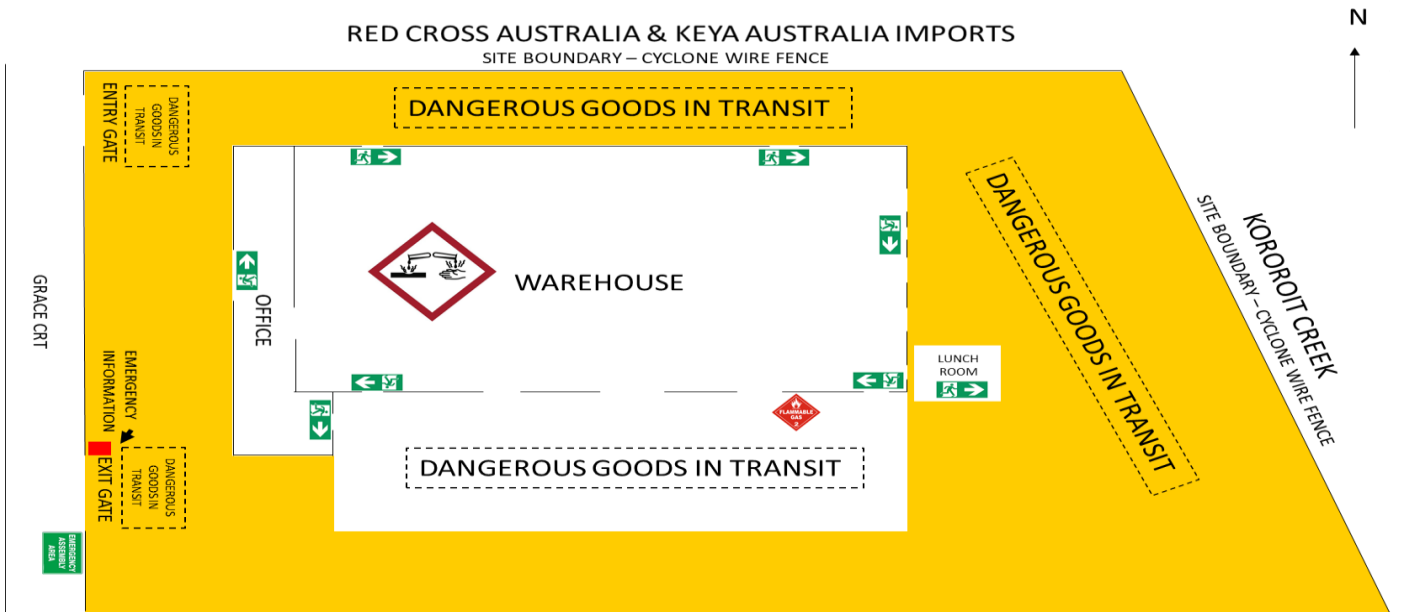 RED CROSS AUSTRALIA & KEYA AUSTRALIA IMPORTS
SITE BOUNDARY – CYCLONE WIRE FENCE
N
ENTRY GATE
DANGEROUS
GOODS IN
TRANSIT
DANGEROUS GOODS IN TRANSIT
DANGEROUS GOODS IN TRANSIT
KOROROIT CREEK
SITE BOUNDARY – CYCLONE WIRE FENCE
GRACE CRT
OFFICE
WAREHOUSE
LUNCH
ROOM
FLAMMABLE
GAS
2
DANGEROUS GOODS IN TRANSIT
EMERGENCY
INFORMATION
EXIT GATE
DANGEROUS
GOODS IN
TRANSIT
EMERGENCY
ASSEMBLY
AREA